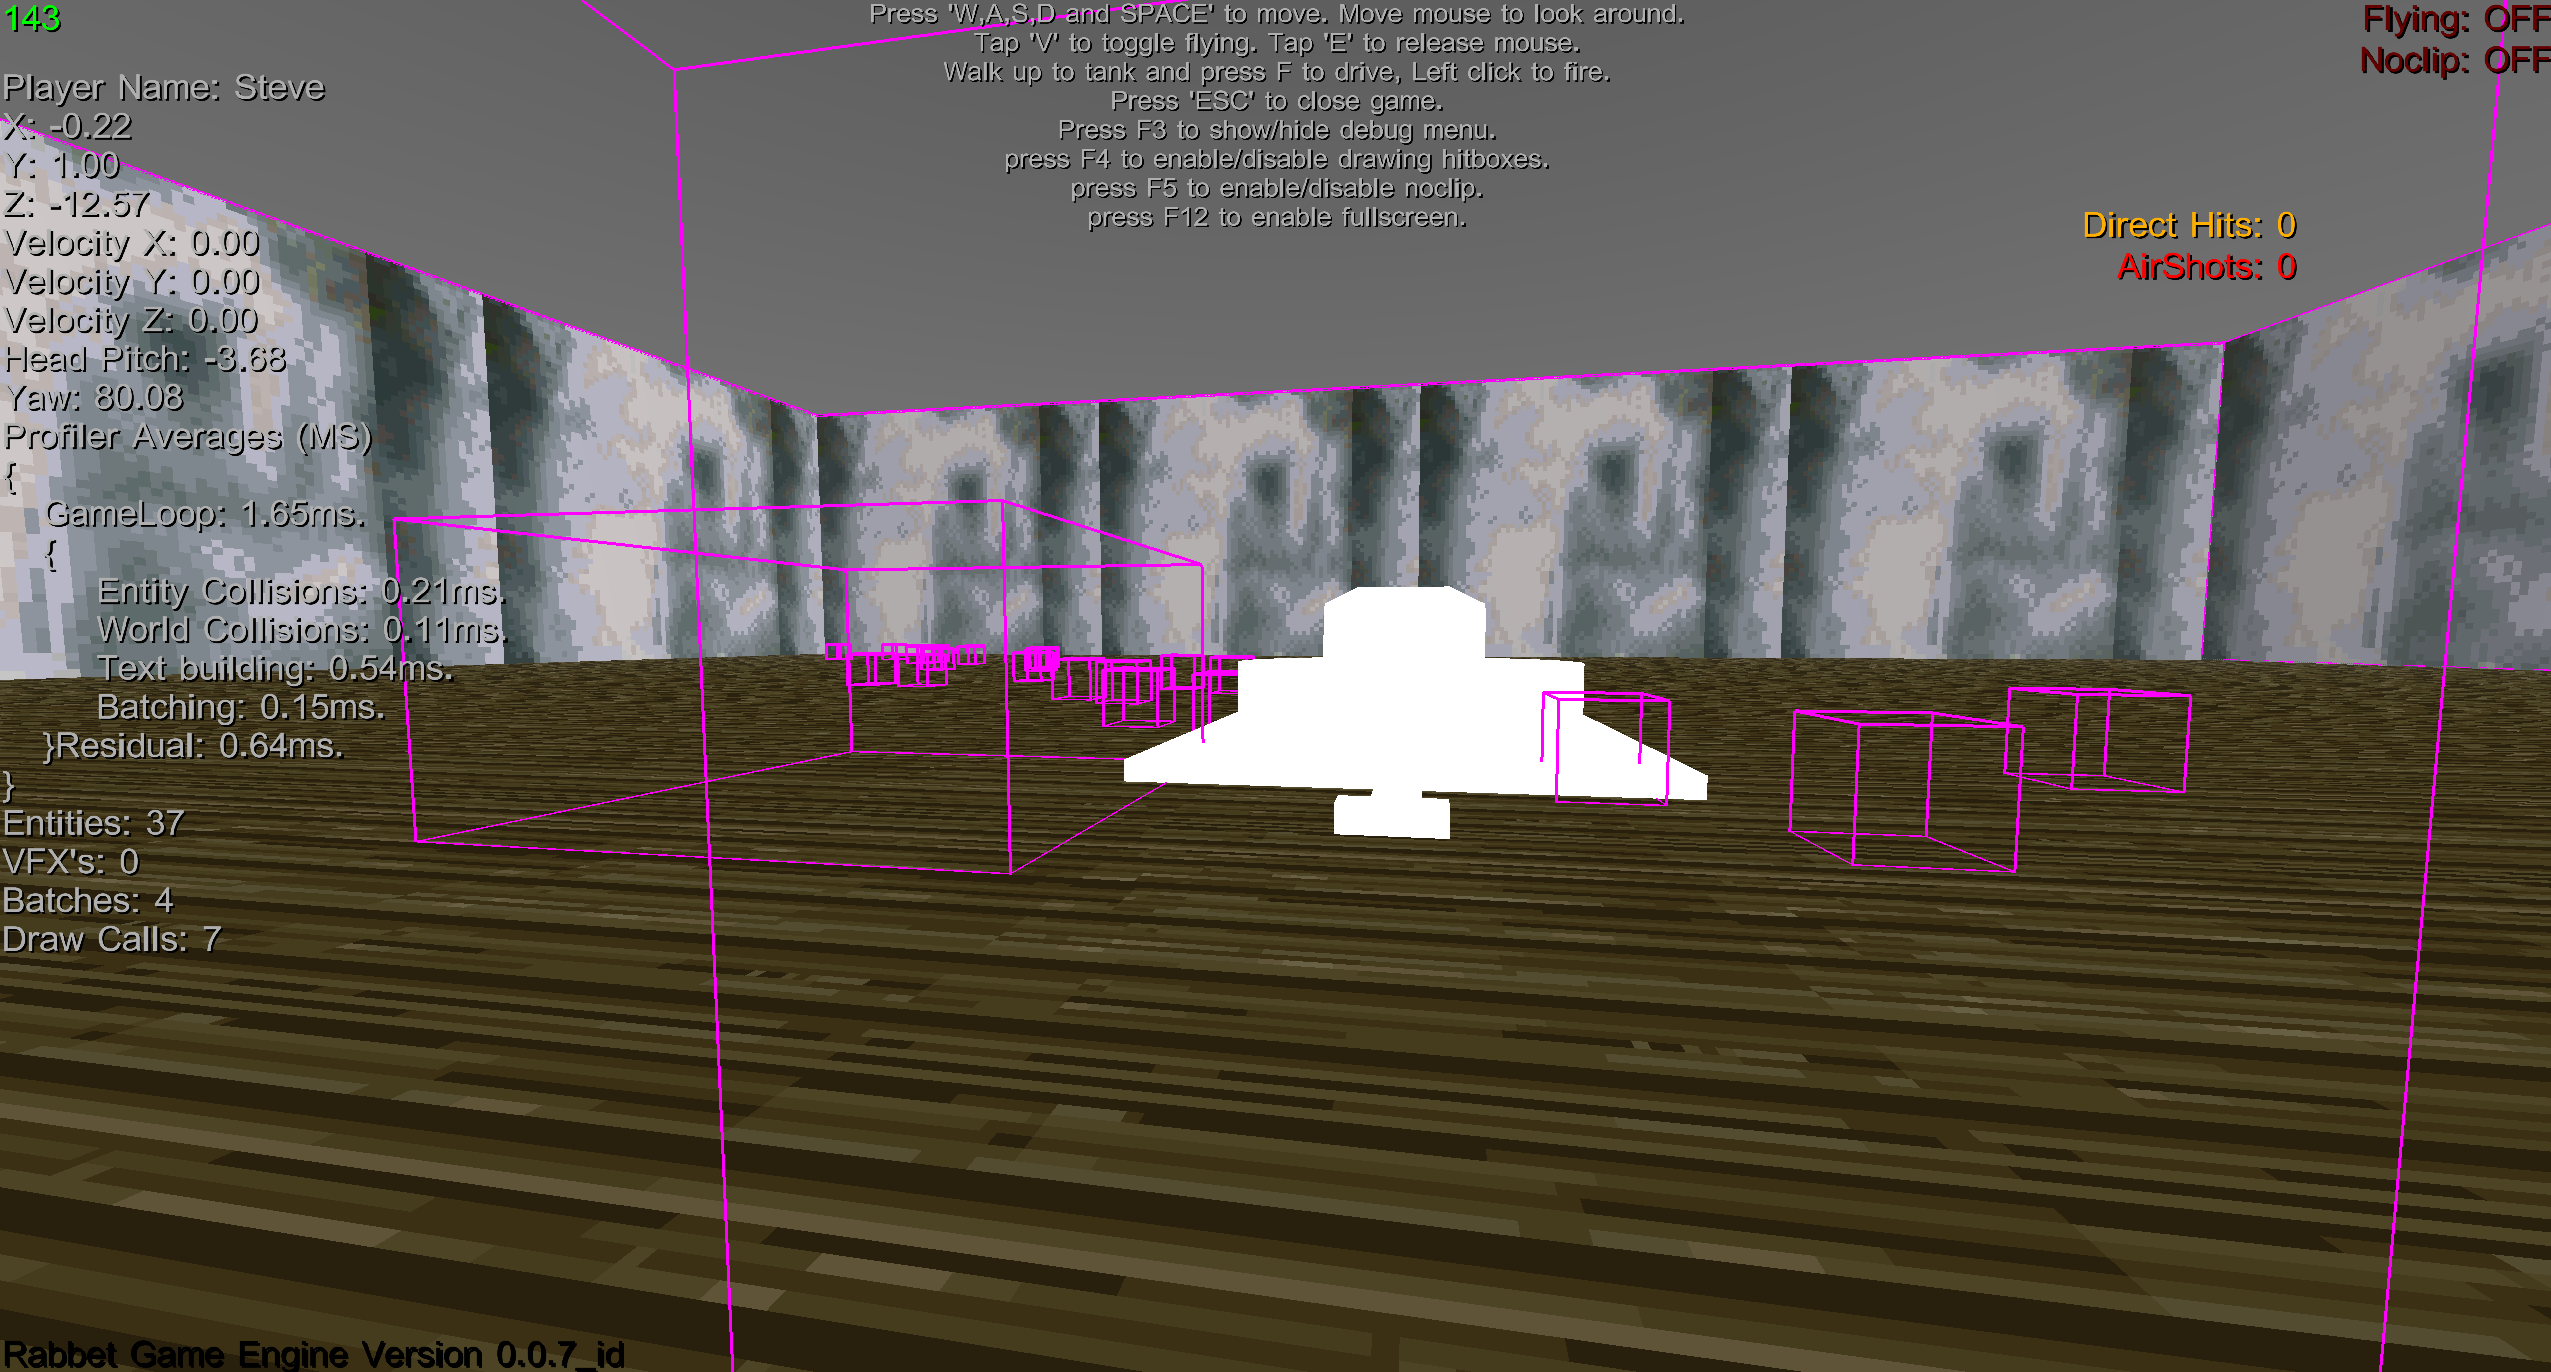 143
Press 'W,A,S,D and SPACE' to move. Move mouse to look around.
Tap 'V' to toggle flying. Tap 'E' to release mouse.
Walk up to tank and press F to drive, Left click to fire.
Press 'ESC' to close game.
Press F3 to show/hide debug menu.
press F4 to enable/disable drawing hitboxes.
press F5 to enable/disable noclip.
press F12 to enable fullscreen.
Flying: OFF
Noclip: OFF
Direct Hits: 0
AirShots: 0
Player Name: Steve
X: -0.22
Y: 1.00
Z: -12.57
Velocity X: 0.00
Velocity Y: 0.00
Velocity Z: 0.00
Head Pitch: -3.68
Yaw: 80.08
Profiler Averages (MS)
{
GameLoop: 1.65ms.
{
Entity Collisions: 0.21ms.
World Collisions: 0.11ms.
Text building: 0.54ms.
Batching: 0.15ms.
}Residual: 0.64ms.
}
Entities: 37
VFX's: 0
Batches: 4
Draw Calls: 7
Rabbet Game Engine Version 0.0.7_id